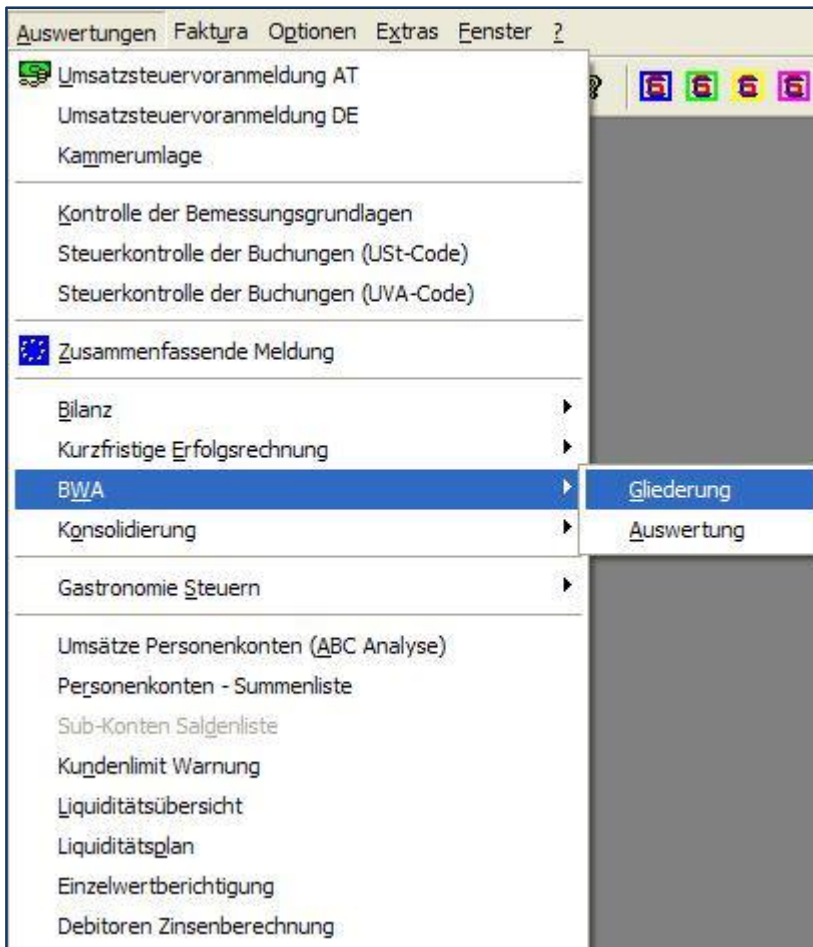 Auswertungen Faktura Optionen Extras Fenster ?
Umsatzsteuervoranmeldung AT
Umsatzsteuervoranmeldung DE
Kammerumlage
Kontrolle der Bemessungsgrundlagen
Steuerkontrolle der Buchungen (USt-Code)
Steuerkontrolle der Buchungen (UVA-Code)
Zusammenfassende Meldung
Bilanz
Kurzfristige Erfolgsrechnung
BWA
Gliederung
Konsolidierung
Auswertung
Gastronomie Steuern
Umsätze Personenkonten (ABC Analyse)
Personenkonten - Summenliste
Sub-Konten Saldenliste
Kundenlimit Warnung
Liquiditätsübersicht
Liquiditätsplan
Einzelwertberichtigung
Debitoren Zinsenberechnung